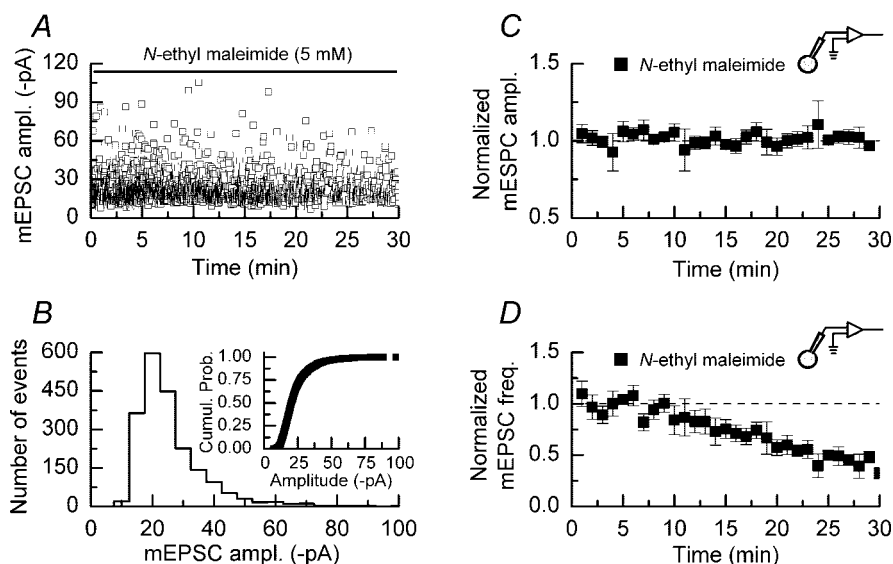 A
N-ethyl maleimide (5 mM)
mEPSC ampl. (-pA)
120
90
60
30
0
0 5 10 15 20 25 30
Time (min)
B
Number of events
600
450
300
150
0
0 20 40 60 80 100
mEPSC ampl. (-pA)
Cumul. Prob.
1.00
0.75
0.50
0.25
0.00
0 25 50 75 100
Amplitude (-pA)
C
Normalized
mESPC ampl.
1.5
1.0
0.5
N-ethyl maleimide
0 5 10 15 20 25 30
Time (min)
D
Normalized
mEPSC freq.
1.5
1.0
0.5
0.0
N-ethyl maleimide
0 5 10 15 20 25 30
Time (min)